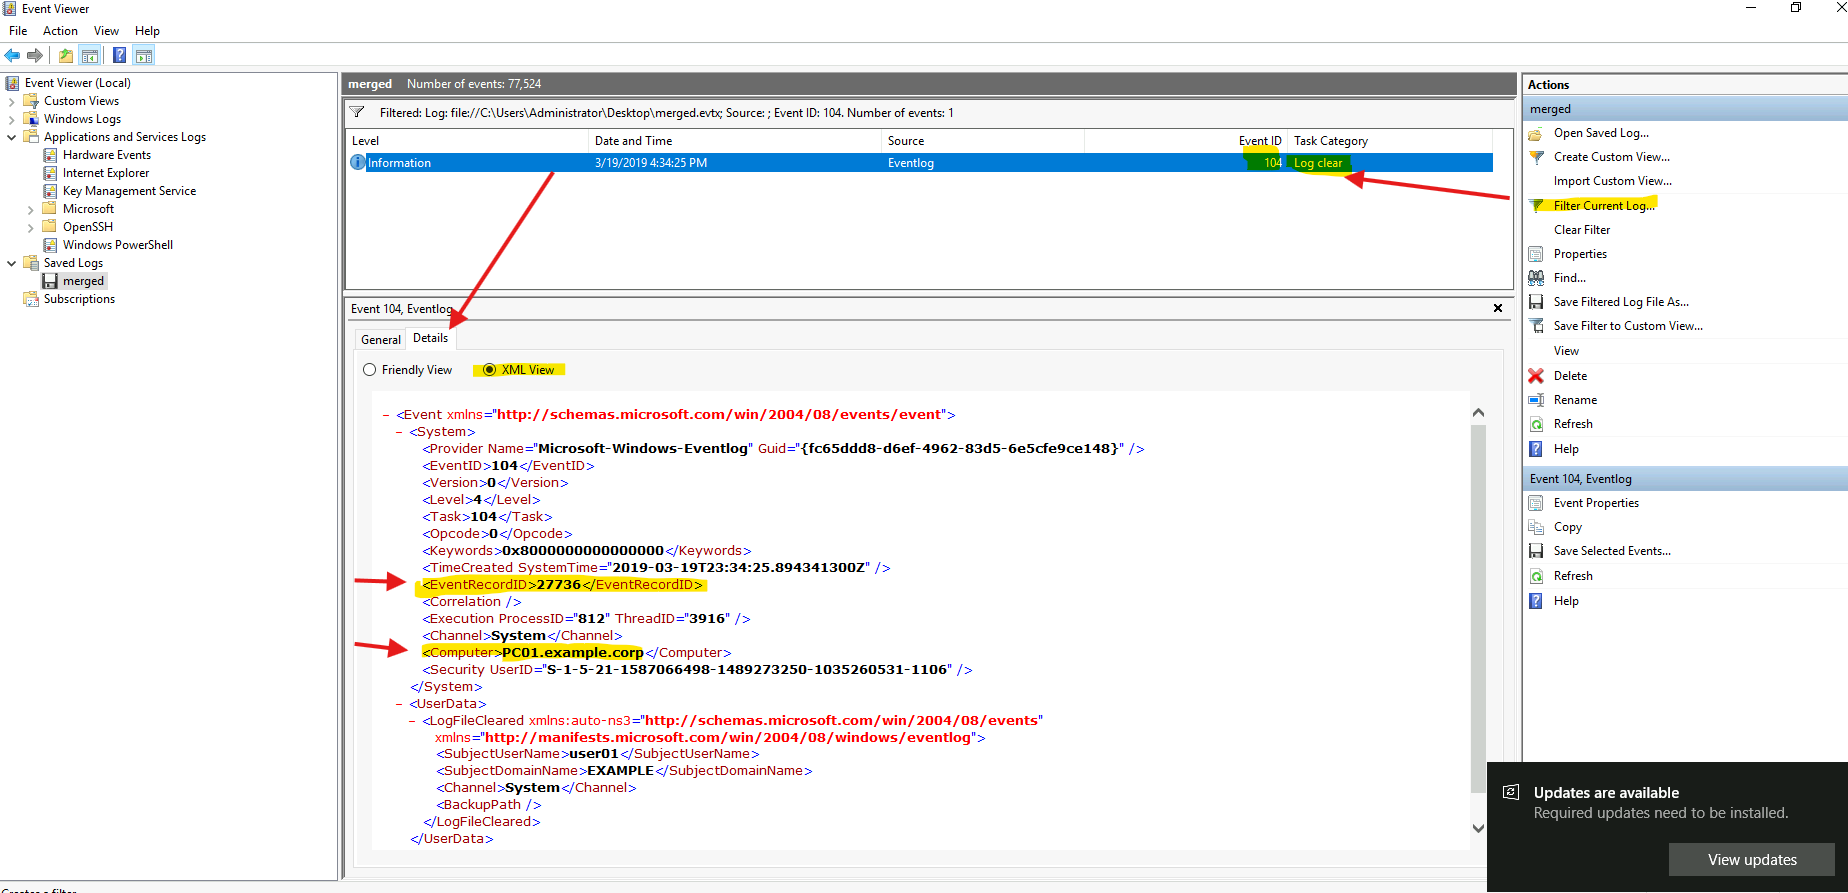 Event Viewer
File Action View Help
Event Viewer (Local)
Custom Views
Windows Logs
Applications and Services Logs
Hardware Events
Internet Explorer
Key Management Service
Microsoft
OpenSSH
Windows PowerShell
Saved Logs
merged
Subscriptions
merged Number of events: 77,524
Filtered: Log: file://C:\Users\Administrator\Desktop\merged.evtx; Source: ; Event ID: 104. Number of events: 1
Level Date and Time Source Event ID Task Category
Information 3/19/2019 4:34:25 PM Eventlog 104 Log clear
Event 104, Eventlog
General Details
Friendly View XML View
- <Event xmlns="http://schemas.microsoft.com/win/2004/08/events/event">
- <System>
<Provider Name="Microsoft-Windows-Eventlog" Guid="{fc65ddd8-d6ef-4962-83d5-6e5cfe9ce148}" />
<EventID>104</EventID>
<Version>0</Version>
<Level>4</Level>
<Task>104</Task>
<Opcode>0</Opcode>
<Keywords>0x8000000000000000</Keywords>
<TimeCreated SystemTime="2019-03-19T23:34:25.894341300Z" />
<EventRecordID>27736</EventRecordID>
<Correlation />
<Execution ProcessID="812" ThreadID="3916" />
<Channel>System</Channel>
<Computer>PC01.example.corp</Computer>
<Security UserID="S-1-5-21-1587066498-1489273250-1035260531-1106" />
</System>
- <UserData>
- <LogFileCleared xmlns:auto-ns3="http://schemas.microsoft.com/win/2004/08/events"
xmlns="http://manifests.microsoft.com/win/2004/08/windows/eventlog">
<SubjectUserName>user01</SubjectUserName>
<SubjectDomainName>EXAMPLE</SubjectDomainName>
<Channel>System</Channel>
<BackupPath />
</LogFileCleared>
</UserData>
Actions
merged
Open Saved Log...
Create Custom View...
Import Custom View...
Filter Current Log...
Clear Filter
Properties
Find...
Save Filtered Log File As...
Save Filter to Custom View...
View
Delete
Rename
Refresh
Help
Event 104, Eventlog
Event Properties
Copy
Save Selected Events...
Refresh
Help
Updates are available
Required updates need to be installed.
View updates